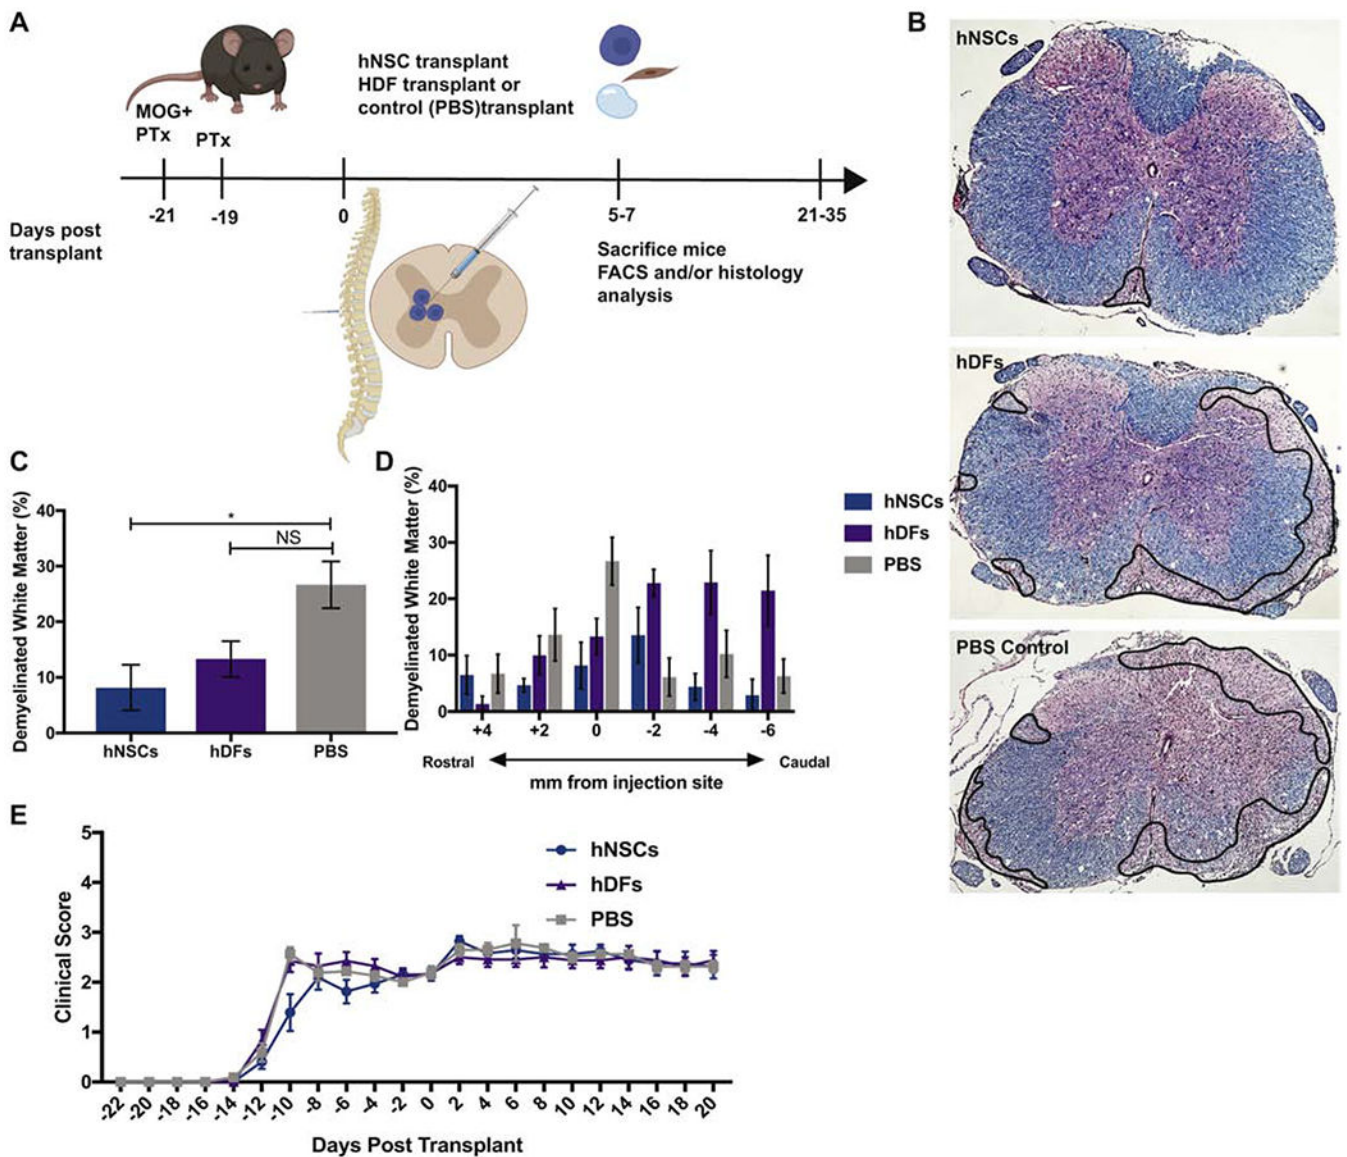 A
MOG+
PTx
PTx
hNSC transplant
HDF transplant or
control (PBS)transplant
Days post
transplant
-21
-19
0
5-7
21-35
Sacrifice mice
FACS and/or histology
analysis
B
hNSCs
hDFs
PBS Control
C
Demyelinated White Matter (%)
40
30
20
10
0
*
NS
hNSCs
hDFs
PBS
D
Demyelinated White Matter (%)
40
30
20
10
0
+4
+2
0
-2
-4
-6
Rostral
Caudal
mm from injection site
hNSCs
hDFs
PBS
E
Clinical Score
5
4
3
2
1
0
hNSCs
hDFs
PBS
-22
-20
-18
-16
-14
-12
-10
-8
-6
-4
-2
0
2
4
6
8
10
12
14
16
18
20
Days Post Transplant